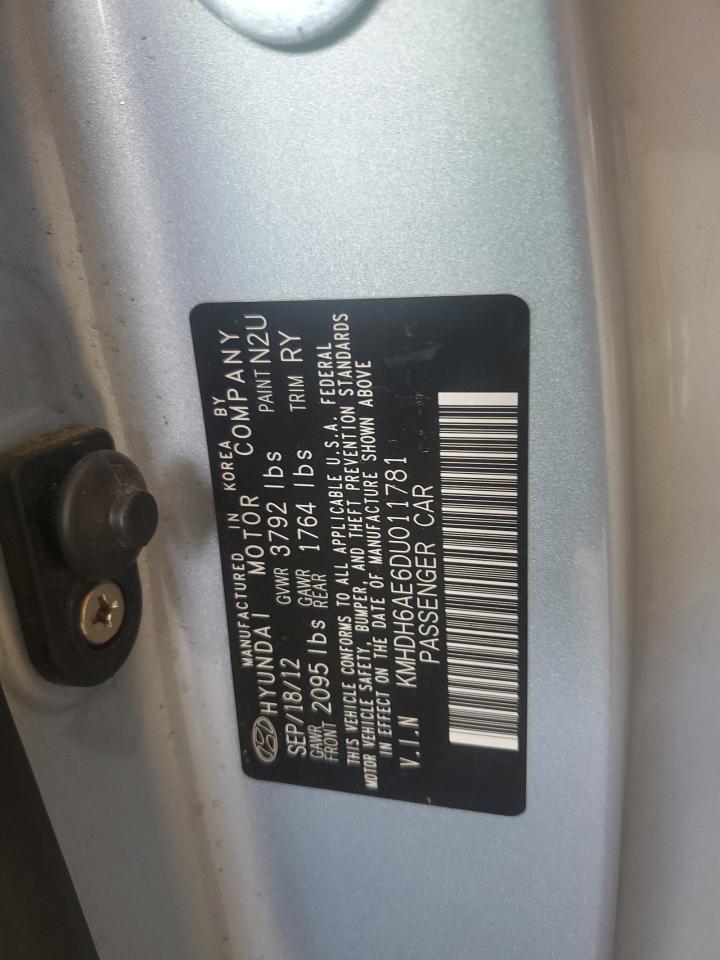 MANUFACTURED IN KOREA BY
HYUNDAI MOTOR COMPANY
SEP/18/12 GVWR 3792 lbs PAINT N2U
GAWR FRONT 2095 lbs GAWR REAR 1764 lbs TRIM RY
THIS VEHICLE CONFORMS TO ALL APPLICABLE U.S.A. FEDERAL
MOTOR VEHICLE SAFETY, BUMPER, AND THEFT PREVENTION STANDARDS
IN EFFECT ON THE DATE OF MANUFACTURE SHOWN ABOVE
V.I.N KMHDH6AE6DU011781
PASSENGER CAR